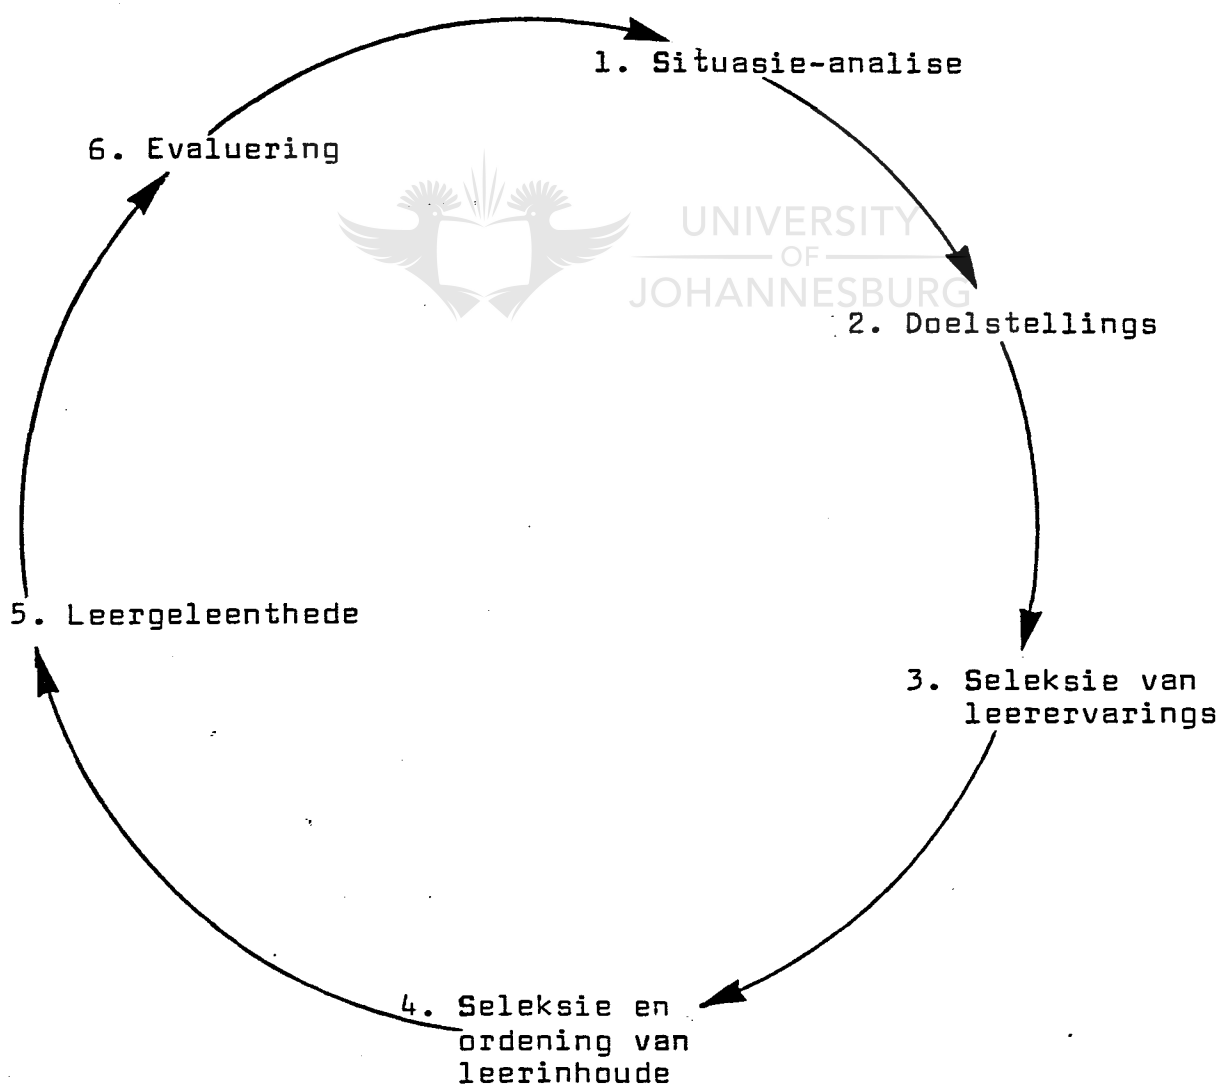 1. Situasie-analise
6. Evaluering
UNIVERSITY
OF
JOHANNESBURG
2. Doelstellings
5. Leergeleenthede
3. Seleksie van
leerervarings
4. Seleksie en
ordening van
leerinhoude